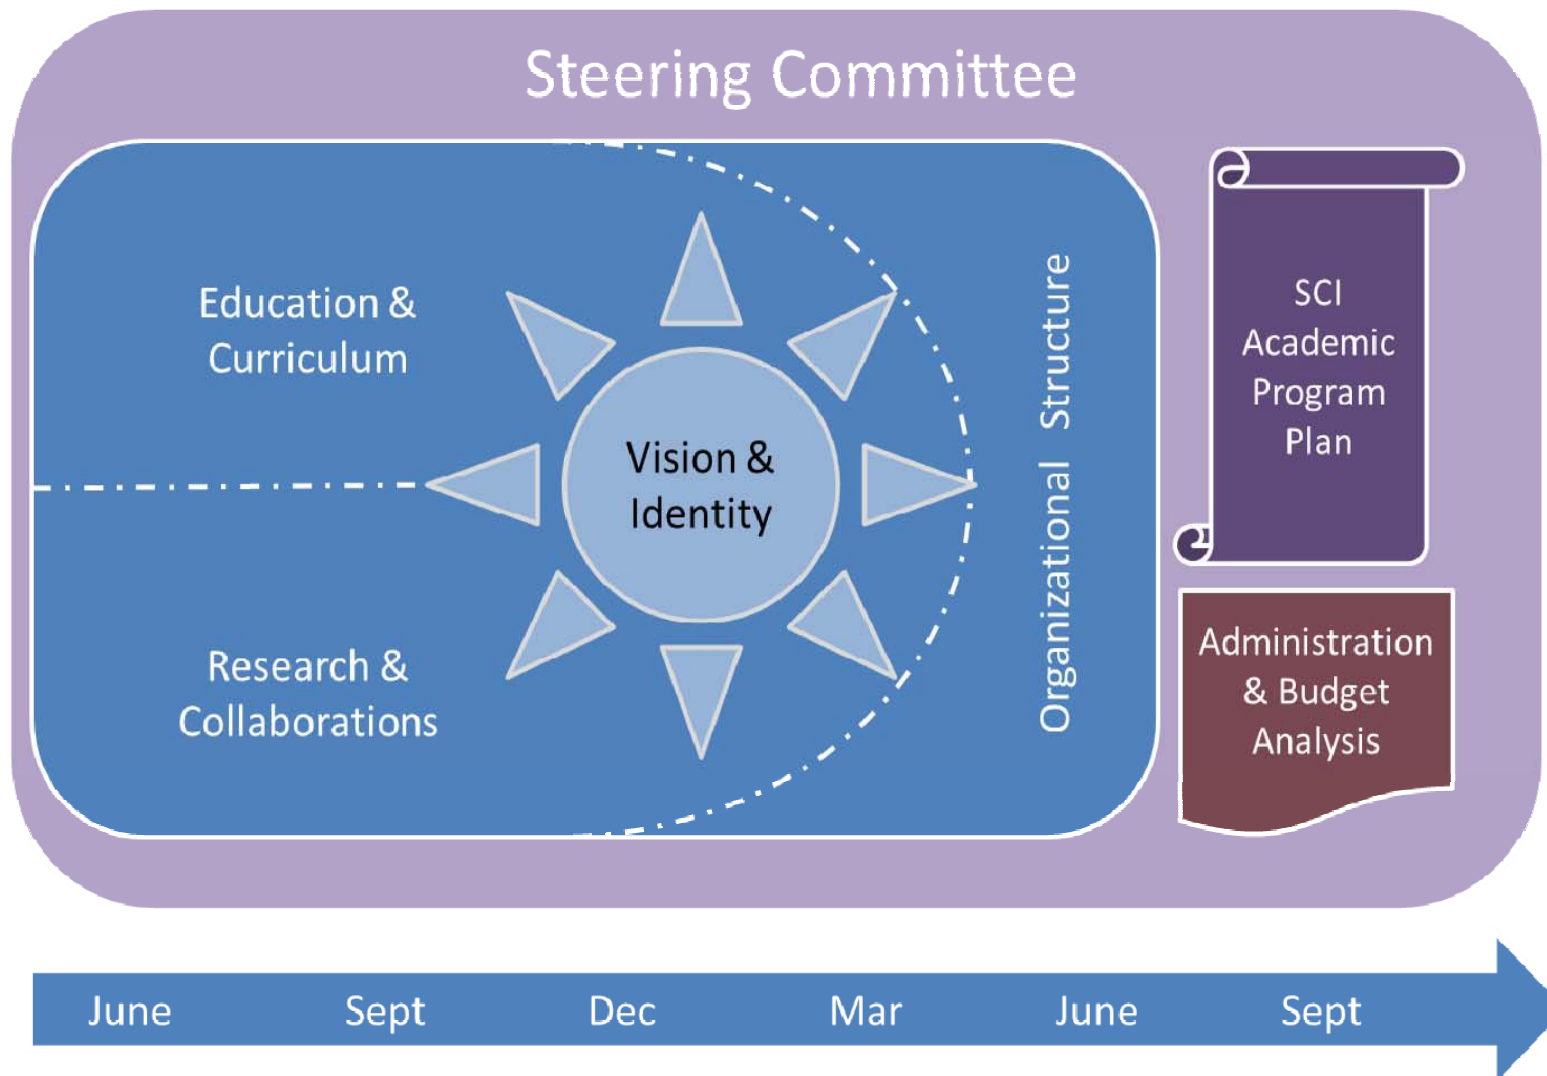 Steering Committee
Education &
Curriculum
Vision &
Identity
Research &
Collaborations
Organizational Structure
SCI
Academic
Program
Plan
Administration
& Budget
Analysis
June Sept Dec Mar June Sept